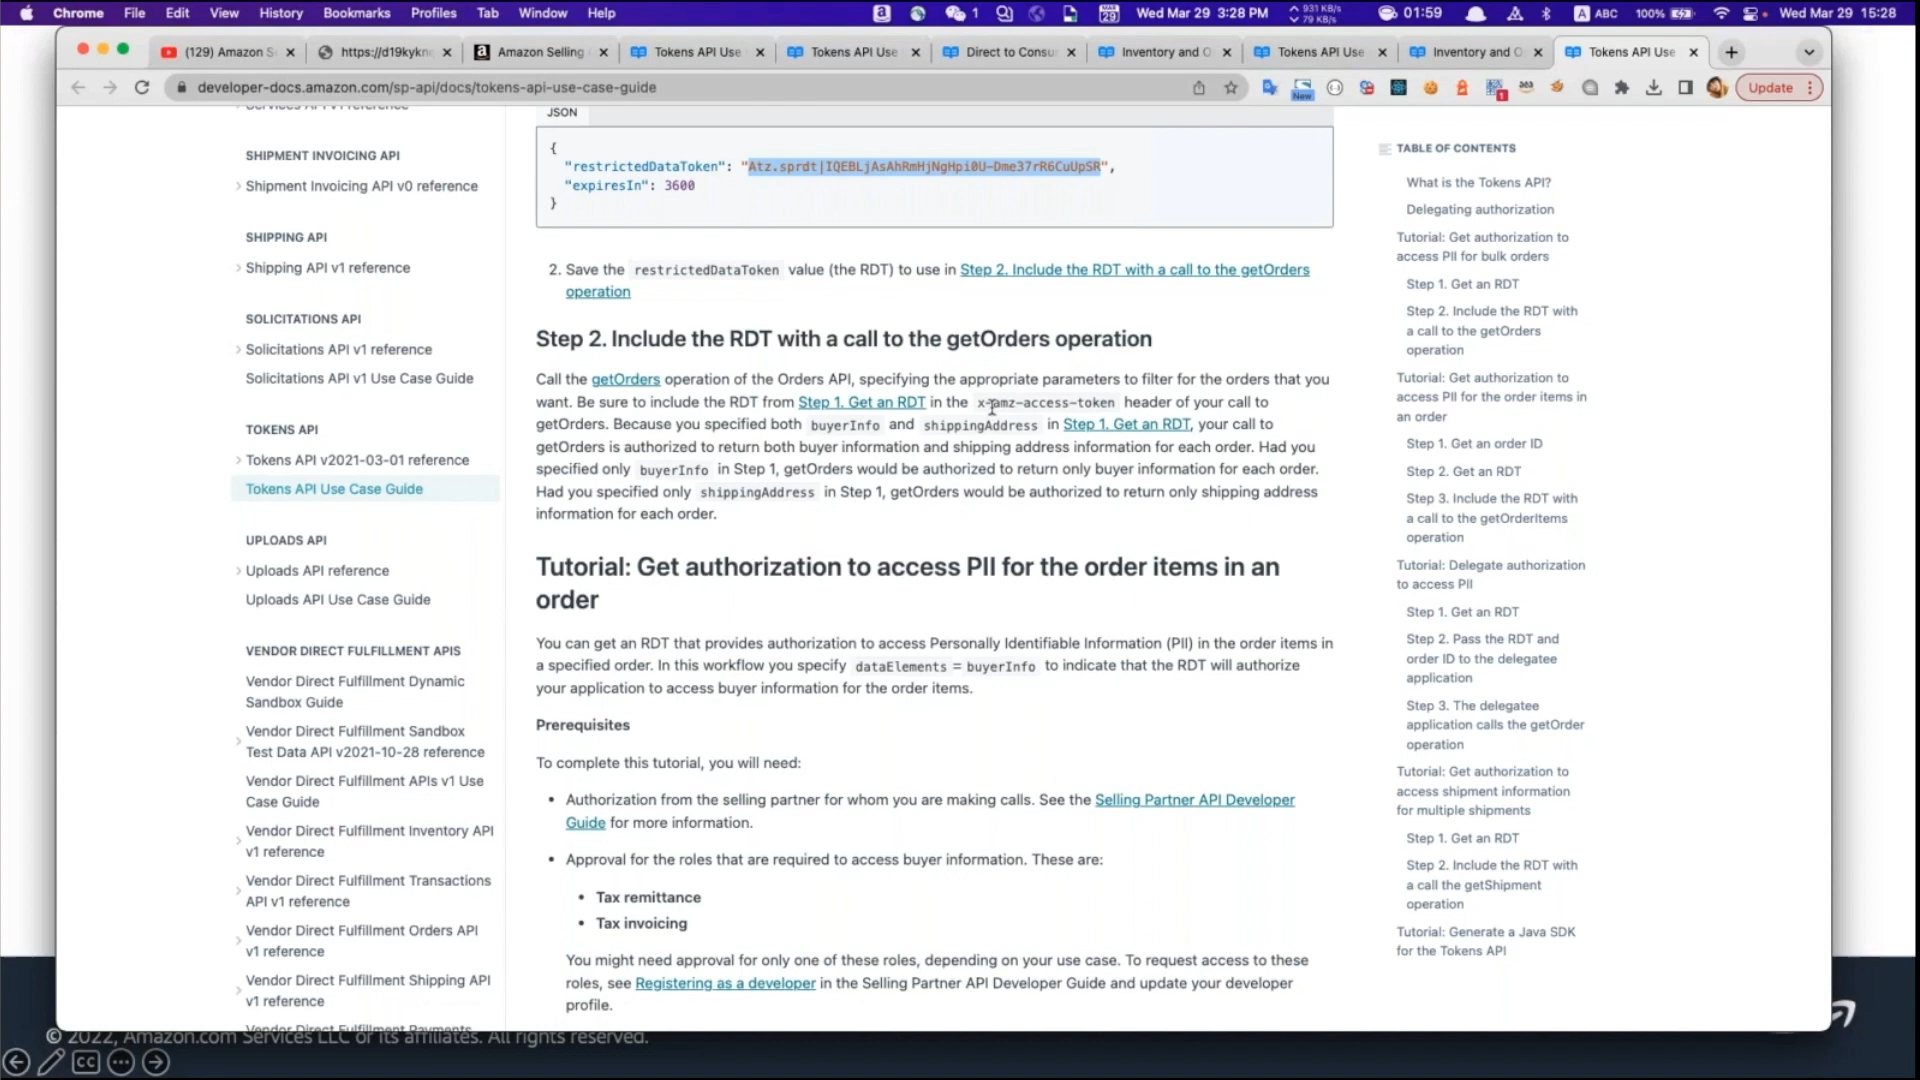 Chrome File Edit View History Bookmarks Profiles Tab Window Help 1 MAR 29 Wed Mar 29 3:28 PM 931 KB/s 79 KB/s 01:59 A ABC 100% Wed Mar 29 15:28
(129) Amazon S × https://d19kykn × Amazon Selling × Tokens API Use × Tokens API Use × Direct to Consu × Inventory and O × Tokens API Use × Inventory and O × Tokens API Use × +
developer-docs.amazon.com/sp-api/docs/tokens-api-use-case-guide New 1 Update
SHIPMENT INVOICING API
Shipment Invoicing API v0 reference
SHIPPING API
Shipping API v1 reference
SOLICITATIONS API
Solicitations API v1 reference
Solicitations API v1 Use Case Guide
TOKENS API
Tokens API v2021-03-01 reference
Tokens API Use Case Guide
UPLOADS API
Uploads API reference
Uploads API Use Case Guide
VENDOR DIRECT FULFILLMENT APIS
Vendor Direct Fulfillment Dynamic
Sandbox Guide
Vendor Direct Fulfillment Sandbox
Test Data API v2021-10-28 reference
Vendor Direct Fulfillment APIs v1 Use
Case Guide
Vendor Direct Fulfillment Inventory API
v1 reference
Vendor Direct Fulfillment Transactions
API v1 reference
Vendor Direct Fulfillment Orders API
v1 reference
Vendor Direct Fulfillment Shipping API
v1 reference
Vendor Direct Fulfillment Payments
JSON
{
"restrictedDataToken": "Atz.sprdt|IQEBLjAsAhRmHjNgHpi0U-Dme37rR6CuUpSR",
"expiresIn": 3600
}
2. Save the restrictedDataToken value (the RDT) to use in Step 2. Include the RDT with a call to the getOrders
operation
Step 2. Include the RDT with a call to the getOrders operation
Call the getOrders operation of the Orders API, specifying the appropriate parameters to filter for the orders that you
want. Be sure to include the RDT from Step 1. Get an RDT in the x-amz-access-token header of your call to
getOrders. Because you specified both buyerInfo and shippingAddress in Step 1. Get an RDT, your call to
getOrders is authorized to return both buyer information and shipping address information for each order. Had you
specified only buyerInfo in Step 1, getOrders would be authorized to return only buyer information for each order.
Had you specified only shippingAddress in Step 1, getOrders would be authorized to return only shipping address
information for each order.
Tutorial: Get authorization to access PII for the order items in an
order
You can get an RDT that provides authorization to access Personally Identifiable Information (PII) in the order items in
a specified order. In this workflow you specify dataElements = buyerInfo to indicate that the RDT will authorize
your application to access buyer information for the order items.
Prerequisites
To complete this tutorial, you will need:
• Authorization from the selling partner for whom you are making calls. See the Selling Partner API Developer
Guide for more information.
• Approval for the roles that are required to access buyer information. These are:
• Tax remittance
• Tax invoicing
You might need approval for only one of these roles, depending on your use case. To request access to these
roles, see Registering as a developer in the Selling Partner API Developer Guide and update your developer
profile.
TABLE OF CONTENTS
What is the Tokens API?
Delegating authorization
Tutorial: Get authorization to
access PII for bulk orders
Step 1. Get an RDT
Step 2. Include the RDT with
a call to the getOrders
operation
Tutorial: Get authorization to
access PII for the order items in
an order
Step 1. Get an order ID
Step 2. Get an RDT
Step 3. Include the RDT with
a call to the getOrderItems
operation
Tutorial: Delegate authorization
to access PII
Step 1. Get an RDT
Step 2. Pass the RDT and
order ID to the delegatee
application
Step 3. The delegatee
application calls the getOrder
operation
Tutorial: Get authorization to
access shipment information
for multiple shipments
Step 1. Get an RDT
Step 2. Include the RDT with
a call the getShipment
operation
Tutorial: Generate a Java SDK
for the Tokens API
© 2022, Amazon.com Services LLC or its affiliates. All rights reserved.
CC